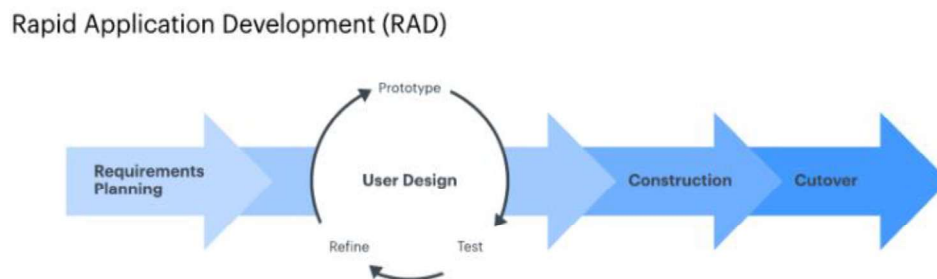 Rapid Application Development (RAD)
Prototype
Requirements
Planning
User Design
Construction
Cutover
Refine
Test